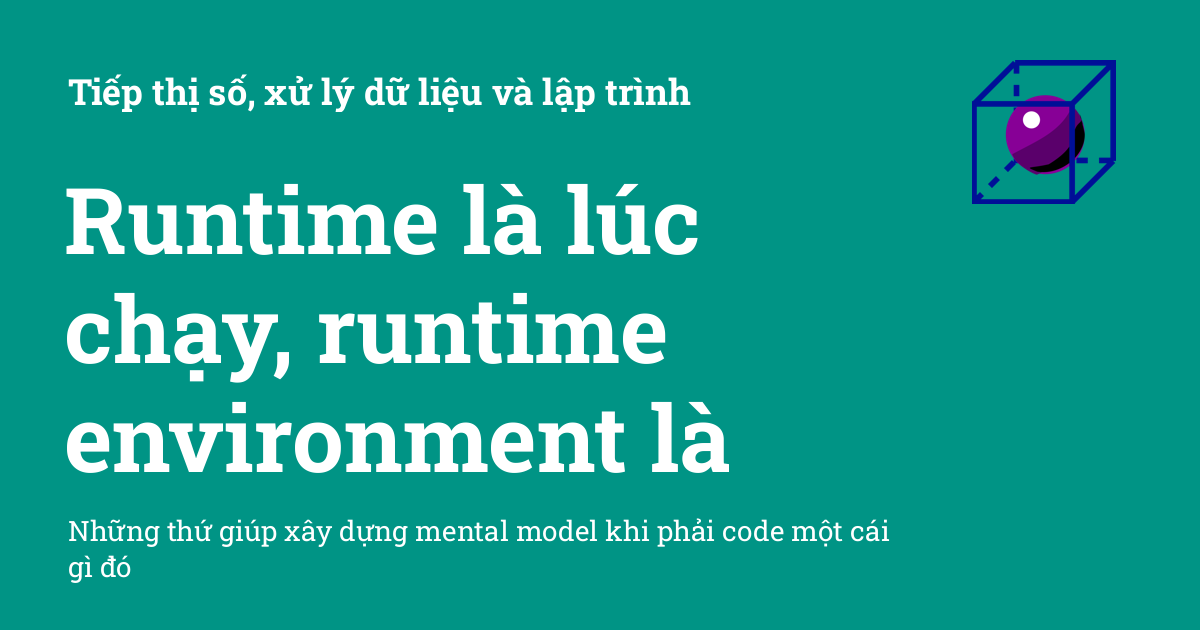 Tiếp thị số, xử lý dữ liệu và lập trình
Runtime là lúc
chạy, runtime
environment là
Những thứ giúp xây dựng mental model khi phải code một cái
gì đó